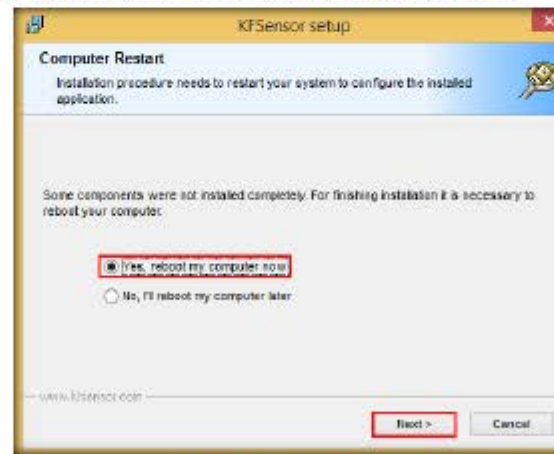 KFSensor setup
Computer Restart
Installation procedure needs to restart your system to configure the installed
application.
Some components were not installed completely. For finishing installation it is necessary to
reboot your computer.
Yes, reboot my computer now
No, I'll reboot my computer later
www.kfsensor.com
Next >
Cancel